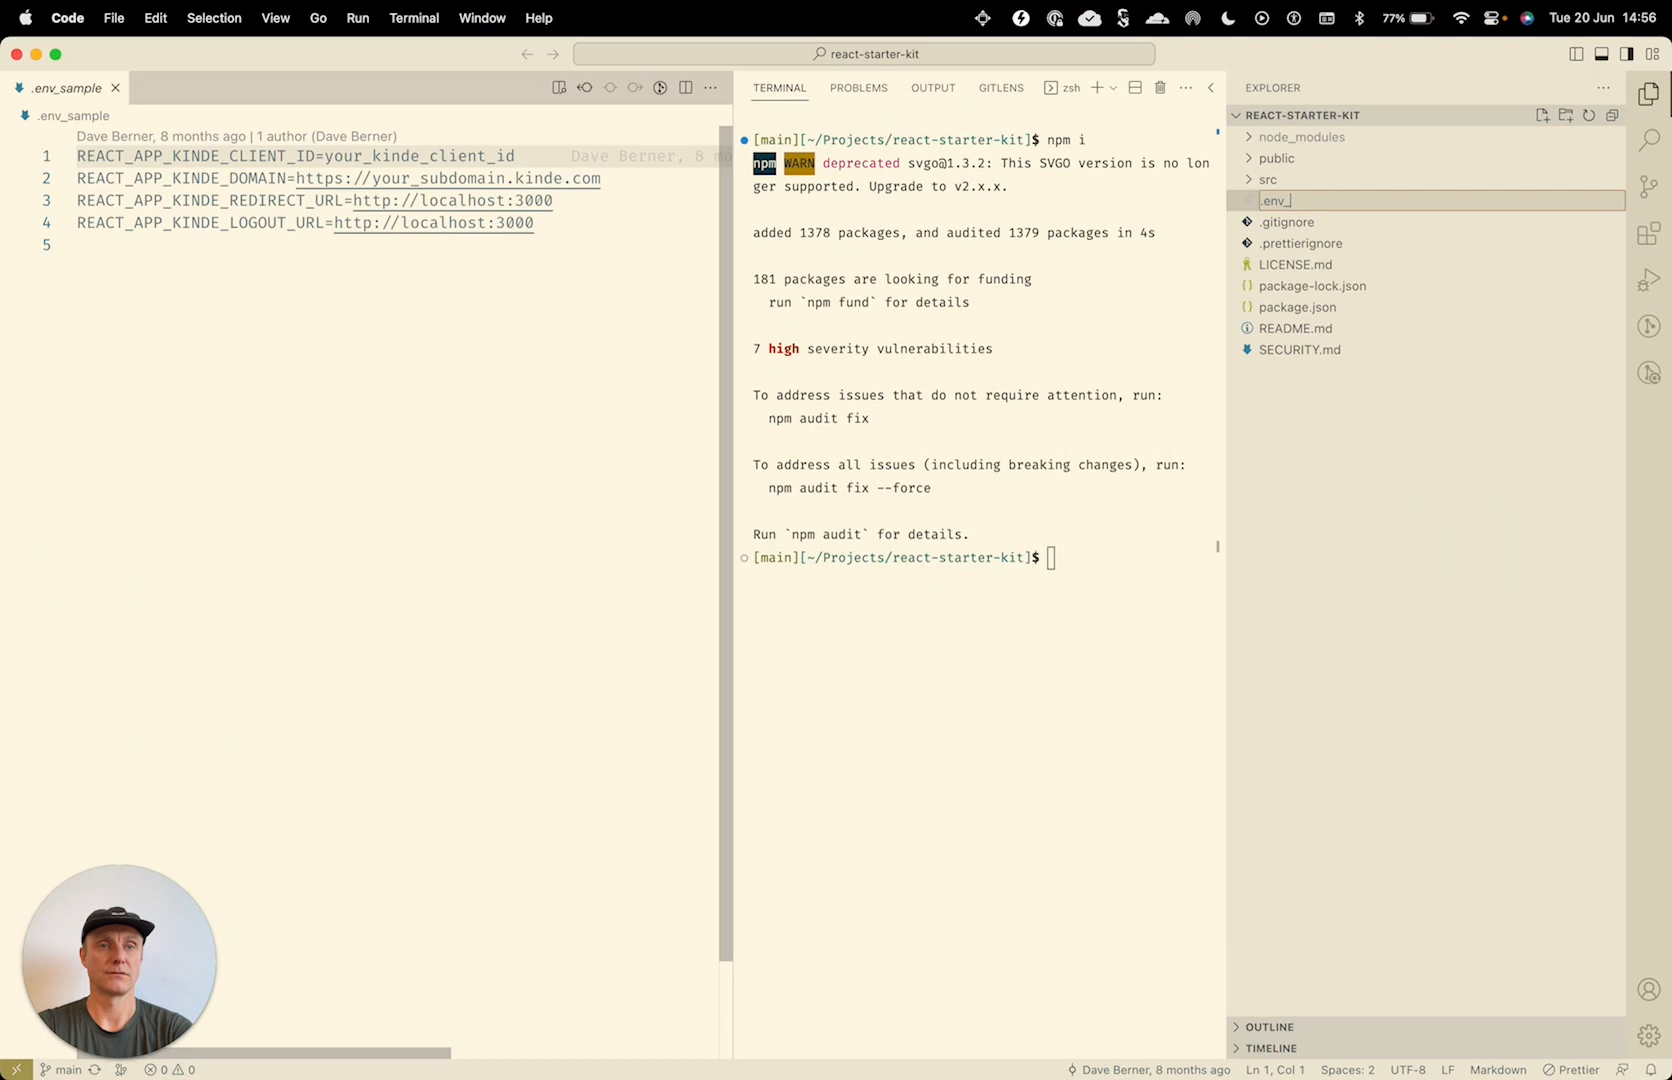 Code File Edit Selection View Go Run Terminal Window Help
77% Tue 20 Jun 14:56
react-starter-kit
.env_sample
.env_sample
Dave Berner, 8 months ago | 1 author (Dave Berner)
1 REACT_APP_KINDE_CLIENT_ID=your_kinde_client_id Dave Berner, 8 mo
2 REACT_APP_KINDE_DOMAIN=https://your_subdomain.kinde.com
3 REACT_APP_KINDE_REDIRECT_URL=http://localhost:3000
4 REACT_APP_KINDE_LOGOUT_URL=http://localhost:3000
5
TERMINAL PROBLEMS OUTPUT GITLENS zsh
[main][~/Projects/react-starter-kit]$ npm i
npm WARN deprecated svgo@1.3.2: This SVGO version is no lon
ger supported. Upgrade to v2.x.x.
added 1378 packages, and audited 1379 packages in 4s
181 packages are looking for funding
run `npm fund` for details
7 high severity vulnerabilities
To address issues that do not require attention, run:
npm audit fix
To address all issues (including breaking changes), run:
npm audit fix --force
Run `npm audit` for details.
[main][~/Projects/react-starter-kit]$
EXPLORER
REACT-STARTER-KIT
node_modules
public
src
.env_
.gitignore
.prettierignore
LICENSE.md
package-lock.json
package.json
README.md
SECURITY.md
OUTLINE
TIMELINE
main 0 0 Dave Berner, 8 months ago Ln 1, Col 1 Spaces: 2 UTF-8 LF Markdown Prettier